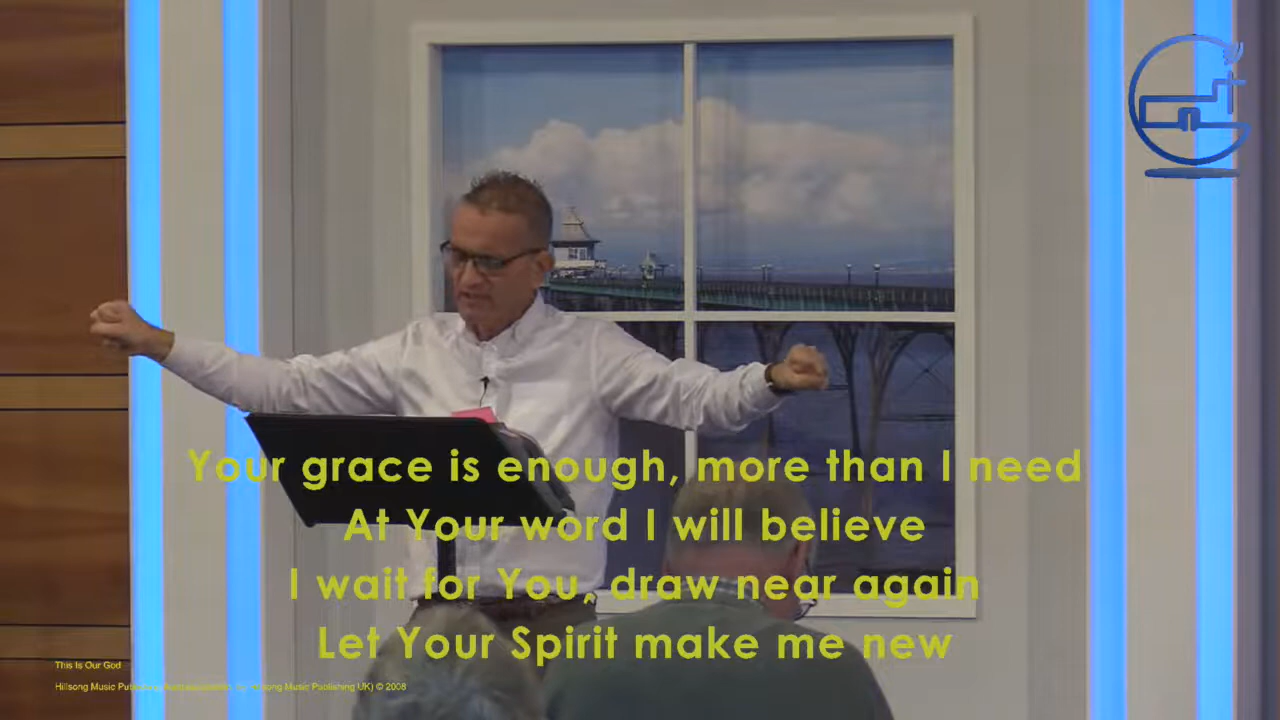 Your grace is enough, more than I need
At Your word I will believe
I wait for You, draw near again
Let Your Spirit make me new
This Is Our God
Hillsong Music Publishing UK) © 2008